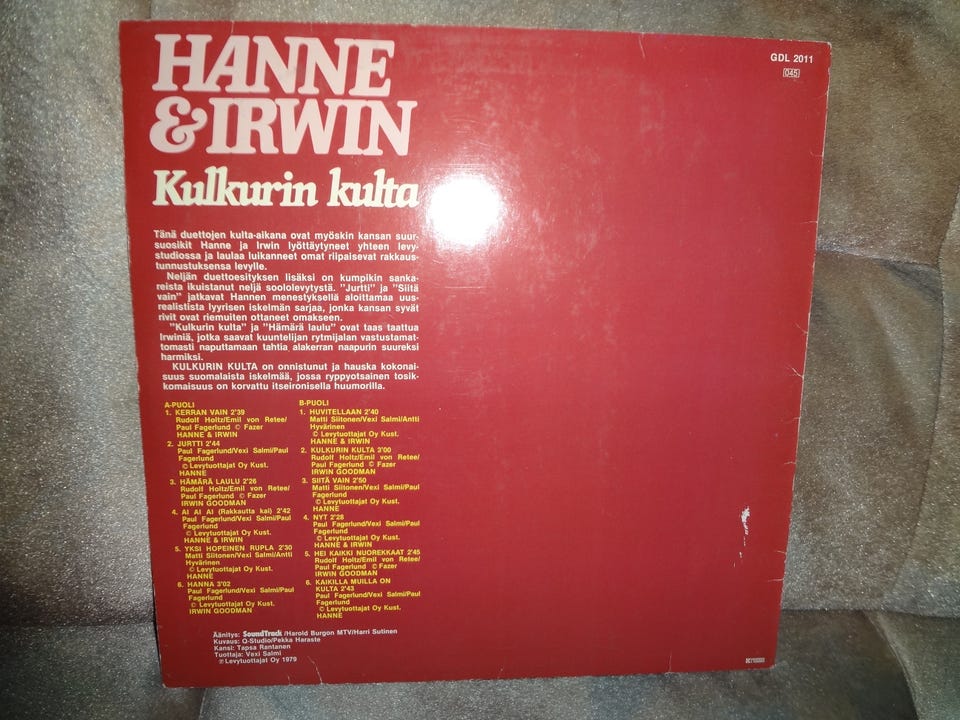 HANNE
& IRWIN
Kulkurin kulta
GDL 2011
045
Tänä duettojen kulta-aikana ovat myöskin kansan suur-
suosikit Hanne ja Irwin lyöttäytyneet yhteen levy-
studiossa ja laulaa luikanneet omat riipaisevat rakkaus-
tunnustuksensa levylle.
Neljän duettoesityksen lisäksi on kumpikin sanka-
reista ikuistanut neljä soololevytystä. "Jurtti" ja "Siitä
vain" jatkavat Hannen menestyksellä aloittamaa uus-
realistista lyyrisen iskelmän sarjaa, jonka kansan syvät
rivit ovat riemuiten ottaneet omakseen.
"Kulkurin kulta" ja "Hämärä laulu" ovat taas taattua
Irwiniä, jotka saavat kuuntelijan rytmijalan vastustamat-
tomasti naputtamaan tahtia alakerran naapurin suureksi
harmiksi.
KULKURIN KULTA on onnistunut ja hauska kokonai-
suus suomalaista iskelmää, jossa ryppyotsainen tosik-
komaisuus on korvattu itseironisella huumorilla.
A-PUOLI
1. KERRAN VAIN 2'39
Rudolf Holtz/Emil von Retee/
Paul Fagerlund © Fazer
HANNE & IRWIN
2. JURTTI 2'44
Paul Fagerlund/Vexi Salmi/Paul
Fagerlund
© Levytuottajat Oy Kust.
HANNE
3. HÄMÄRÄ LAULU 2'26
Rudolf Holtz/Emil von Retee/
Paul Fagerlund © Fazer
IRWIN GOODMAN
4. AI AI AI (Rakkautta kai) 2'42
Paul Fagerlund/Vexi Salmi/Paul
Fagerlund
© Levytuottajat Oy Kust.
HANNE & IRWIN
5. YKSI HOPEINEN RUPLA 2'30
Matti Siitonen/Vexi Salmi/Antti
Hyvärinen
© Levytuottajat Oy Kust.
HANNE
6. HANNA 3'02
Paul Fagerlund/Vexi Salmi/Paul
Fagerlund
© Levytuottajat Oy Kust.
IRWIN GOODMAN
B-PUOLI
1. HUVITELLAAN 2'40
Matti Siitonen/Vexi Salmi/Antti
Hyvärinen
© Levytuottajat Oy Kust.
HANNE & IRWIN
2. KULKURIN KULTA 3'00
Rudolf Holtz/Emil von Retee/
Paul Fagerlund © Fazer
IRWIN GOODMAN
3. SIITÄ VAIN 2'50
Matti Siitonen/Vexi Salmi/Paul
Fagerlund
© Levytuottajat Oy Kust.
HANNE
4. NYT 2'28
Paul Fagerlund/Vexi Salmi/Paul
Fagerlund
© Levytuottajat Oy Kust.
HANNE & IRWIN
5. HEI KAIKKI NUOREKKAAT 2'45
Rudolf Holtz/Emil von Retee/
Paul Fagerlund © Fazer
IRWIN GOODMAN
6. KAIKILLA MUILLA ON
KULTA 2'43
Paul Fagerlund/Vexi Salmi/Paul
Fagerlund
© Levytuottajat Oy Kust.
HANNE
Äänitys: SoundTrack /Harold Burgon MTV/Harri Sutinen
Kuvaus: Q-Studio/Pekka Haraste
Kansi: Tapsa Rantanen
Tuottaja: Vexi Salmi
℗ Levytuottajat Oy 1979